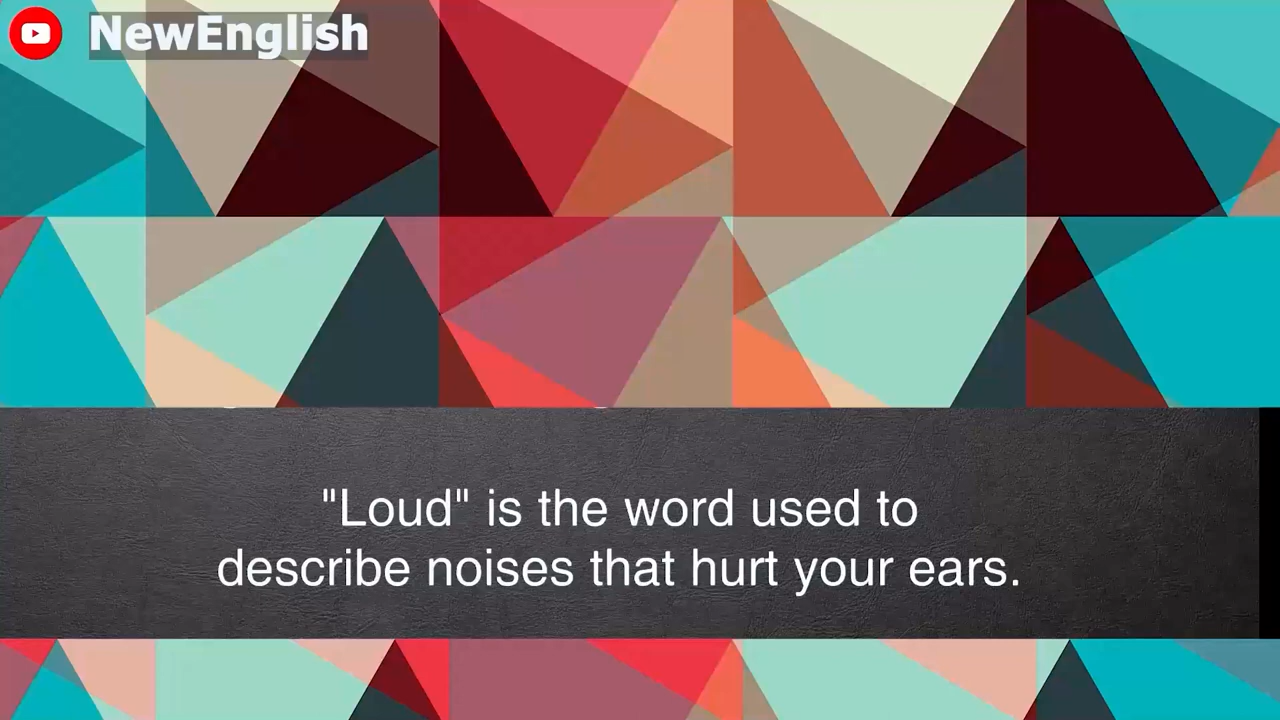 NewEnglish
"Loud" is the word used to
describe noises that hurt your ears.